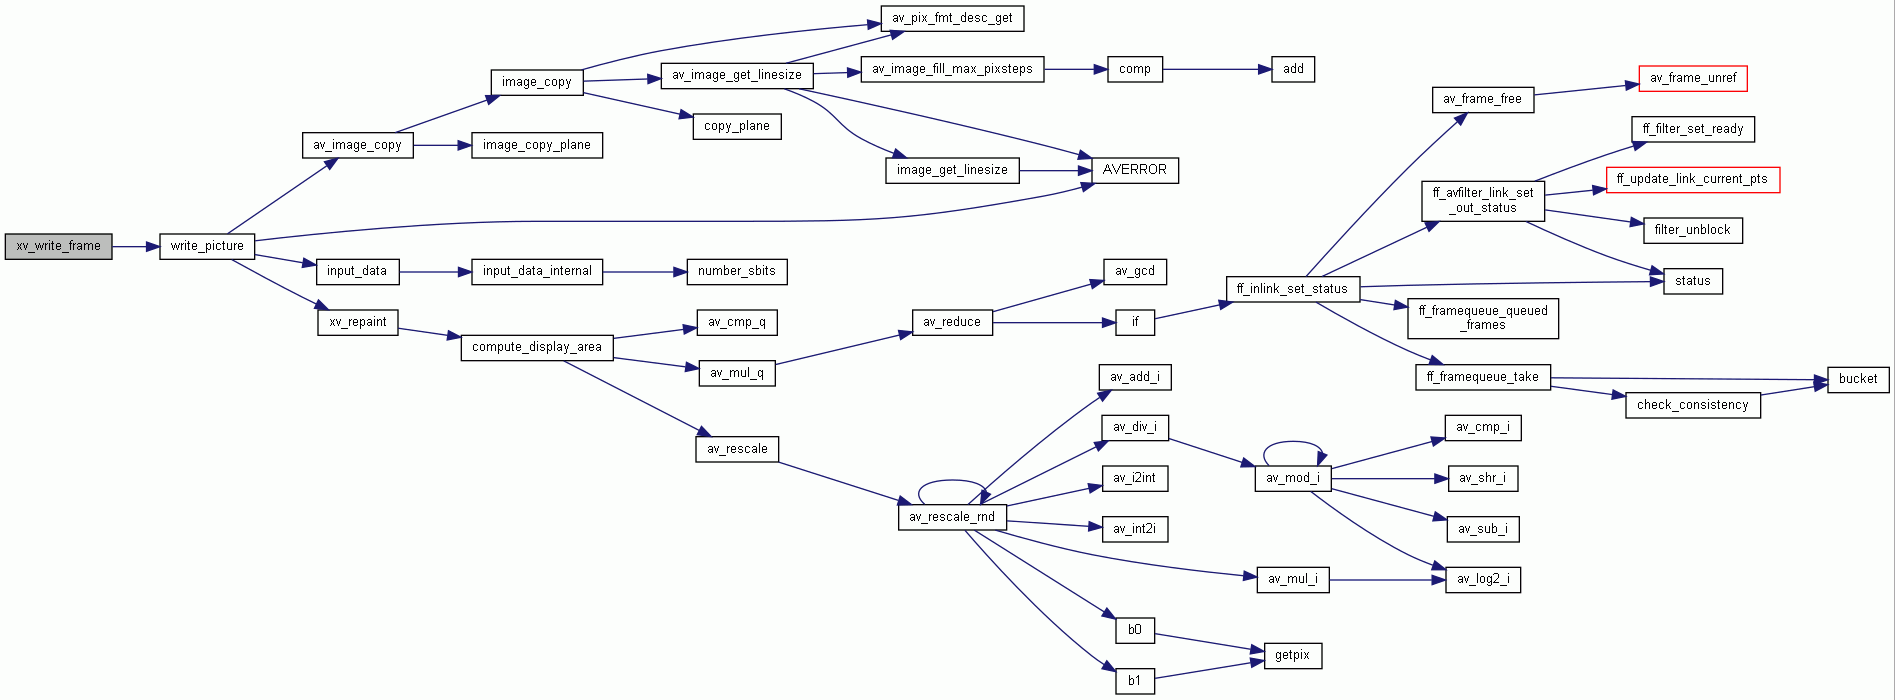 av_pix_fmt_desc_get
image_copy
av_image_get_linesize
av_image_fill_max_pixsteps
comp
add
av_frame_unref
av_frame_free
copy_plane
ff_filter_set_ready
av_image_copy
image_copy_plane
image_get_linesize
AVERROR
ff_update_link_current_pts
ff_avfilter_link_set
_out_status
filter_unblock
xv_write_frame
write_picture
input_data
input_data_internal
number_sbits
av_gcd
ff_inlink_set_status
status
xv_repaint
av_cmp_q
av_reduce
if
ff_framequeue_queued
_frames
compute_display_area
av_mul_q
av_add_i
ff_framequeue_take
bucket
check_consistency
av_rescale
av_div_i
av_cmp_i
av_i2int
av_mod_i
av_shr_i
av_rescale_rnd
av_int2i
av_sub_i
av_mul_i
av_log2_i
b0
getpix
b1